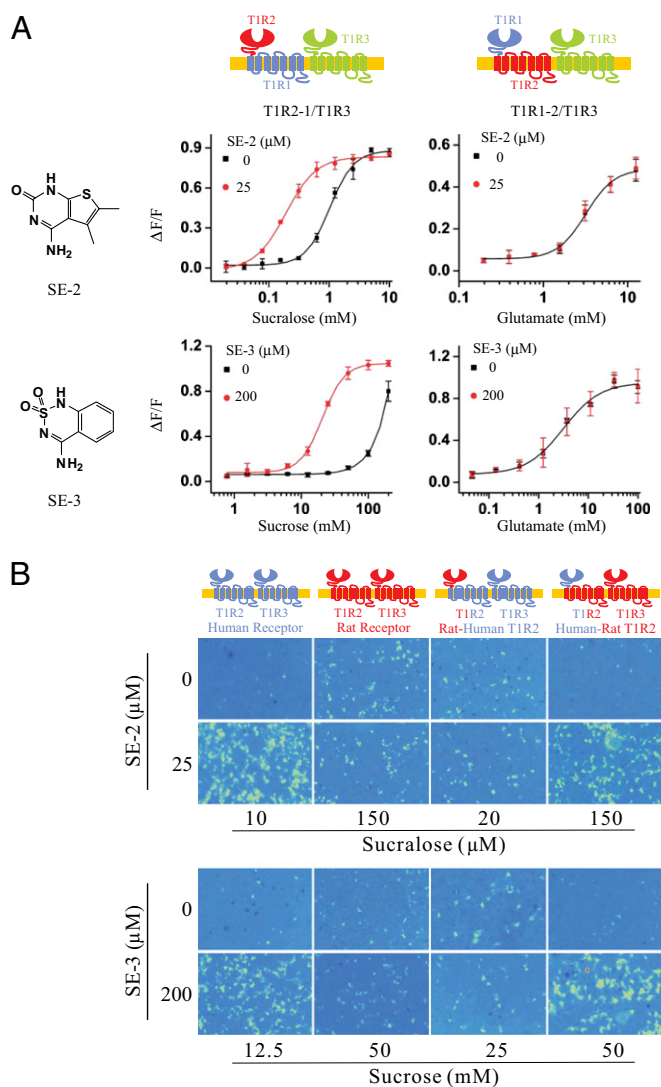 A
T1R2
T1R3
T1R1
T1R2-1/T1R3
T1R1
T1R3
T1R2
T1R1-2/T1R3
SE-2 (µM)
0
25
0.9
0.6
0.3
0.0
0.1
1
10
Sucralose (mM)
ΔF/F
SE-2 (µM)
0
25
0.6
0.4
0.2
0.0
0.1
1
10
Glutamate (mM)
NH
S
O
N
NH2
SE-2
SE-3 (µM)
0
200
1.2
0.8
0.4
0.0
1
10
100
Sucrose (mM)
ΔF/F
SE-3 (µM)
0
200
1.2
0.8
0.4
0.0
0.1
1
10
100
Glutamate (mM)
O
O
NH
S
N
NH2
SE-3
B
T1R2 T1R3
Human Receptor
T1R2 T1R3
Rat Receptor
T1R2 T1R3
Rat-Human T1R2
T1R2 T1R3
Human-Rat T1R2
SE-2 (µM)
0
25
10 150 20 150
Sucralose (µM)
SE-3 (µM)
0
200
12.5 50 25 50
Sucrose (mM)